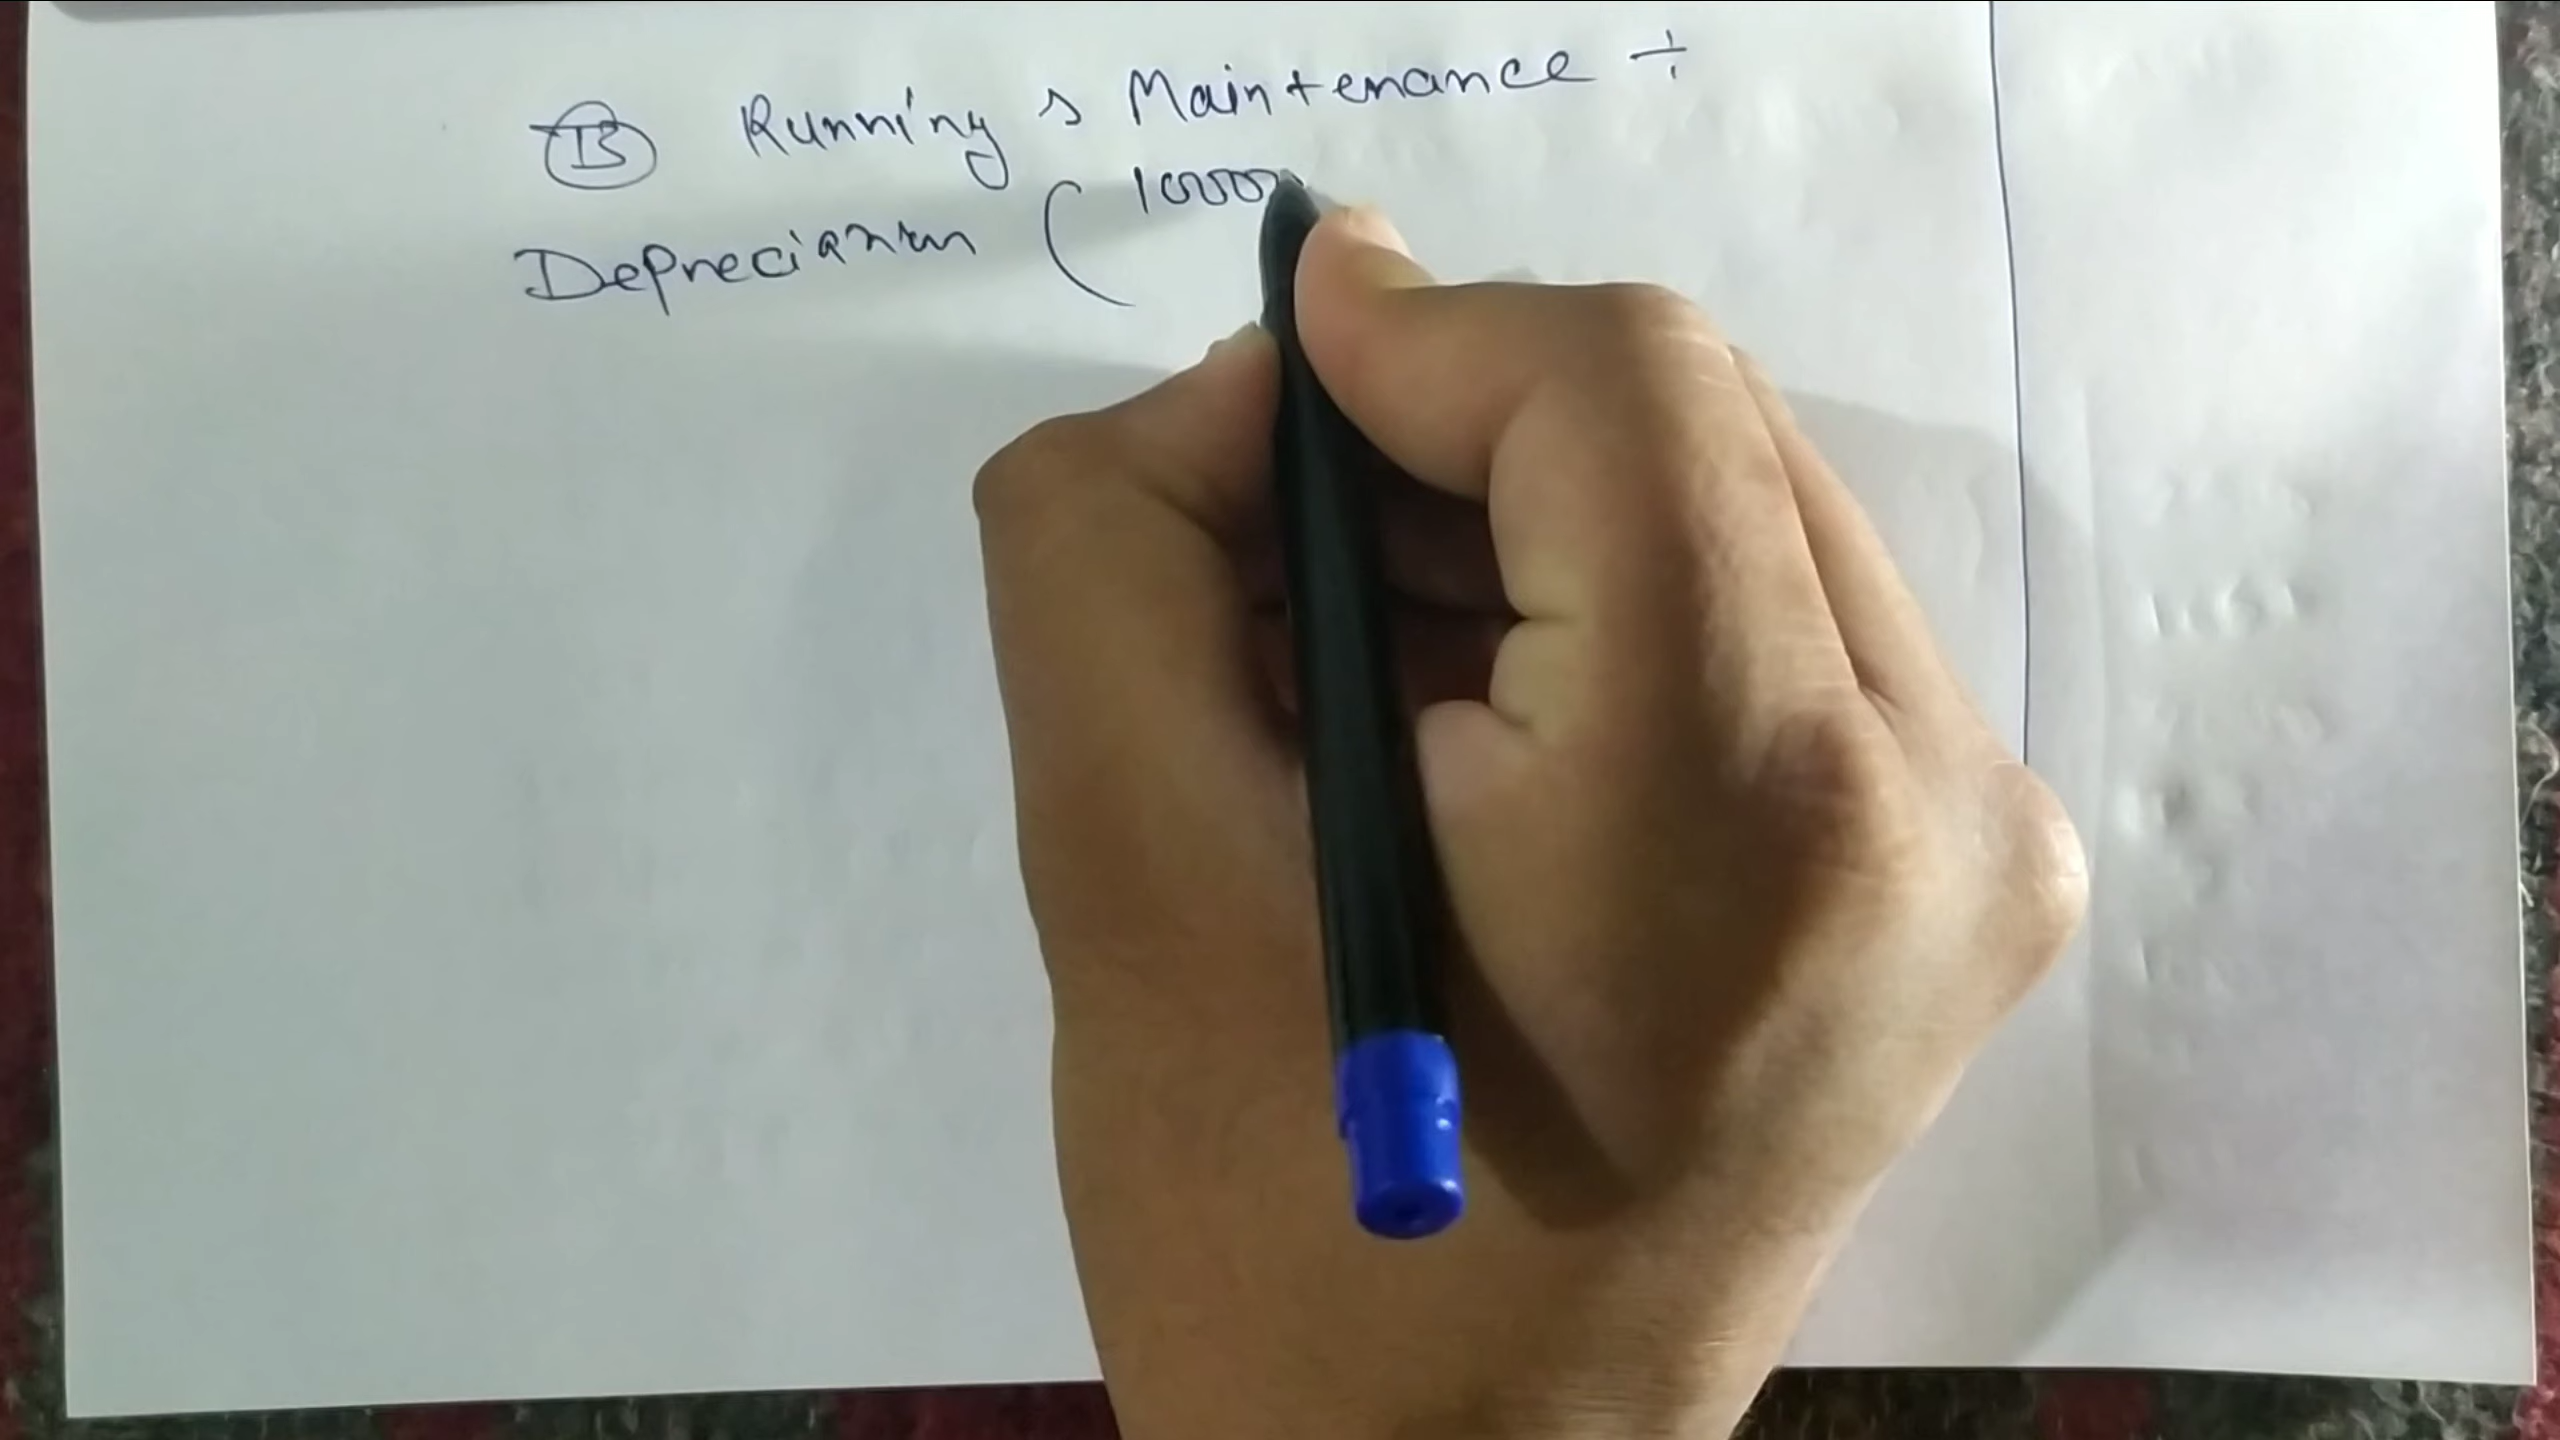 Ⓑ Running & Maintenance ÷
Depreciation ( 10000